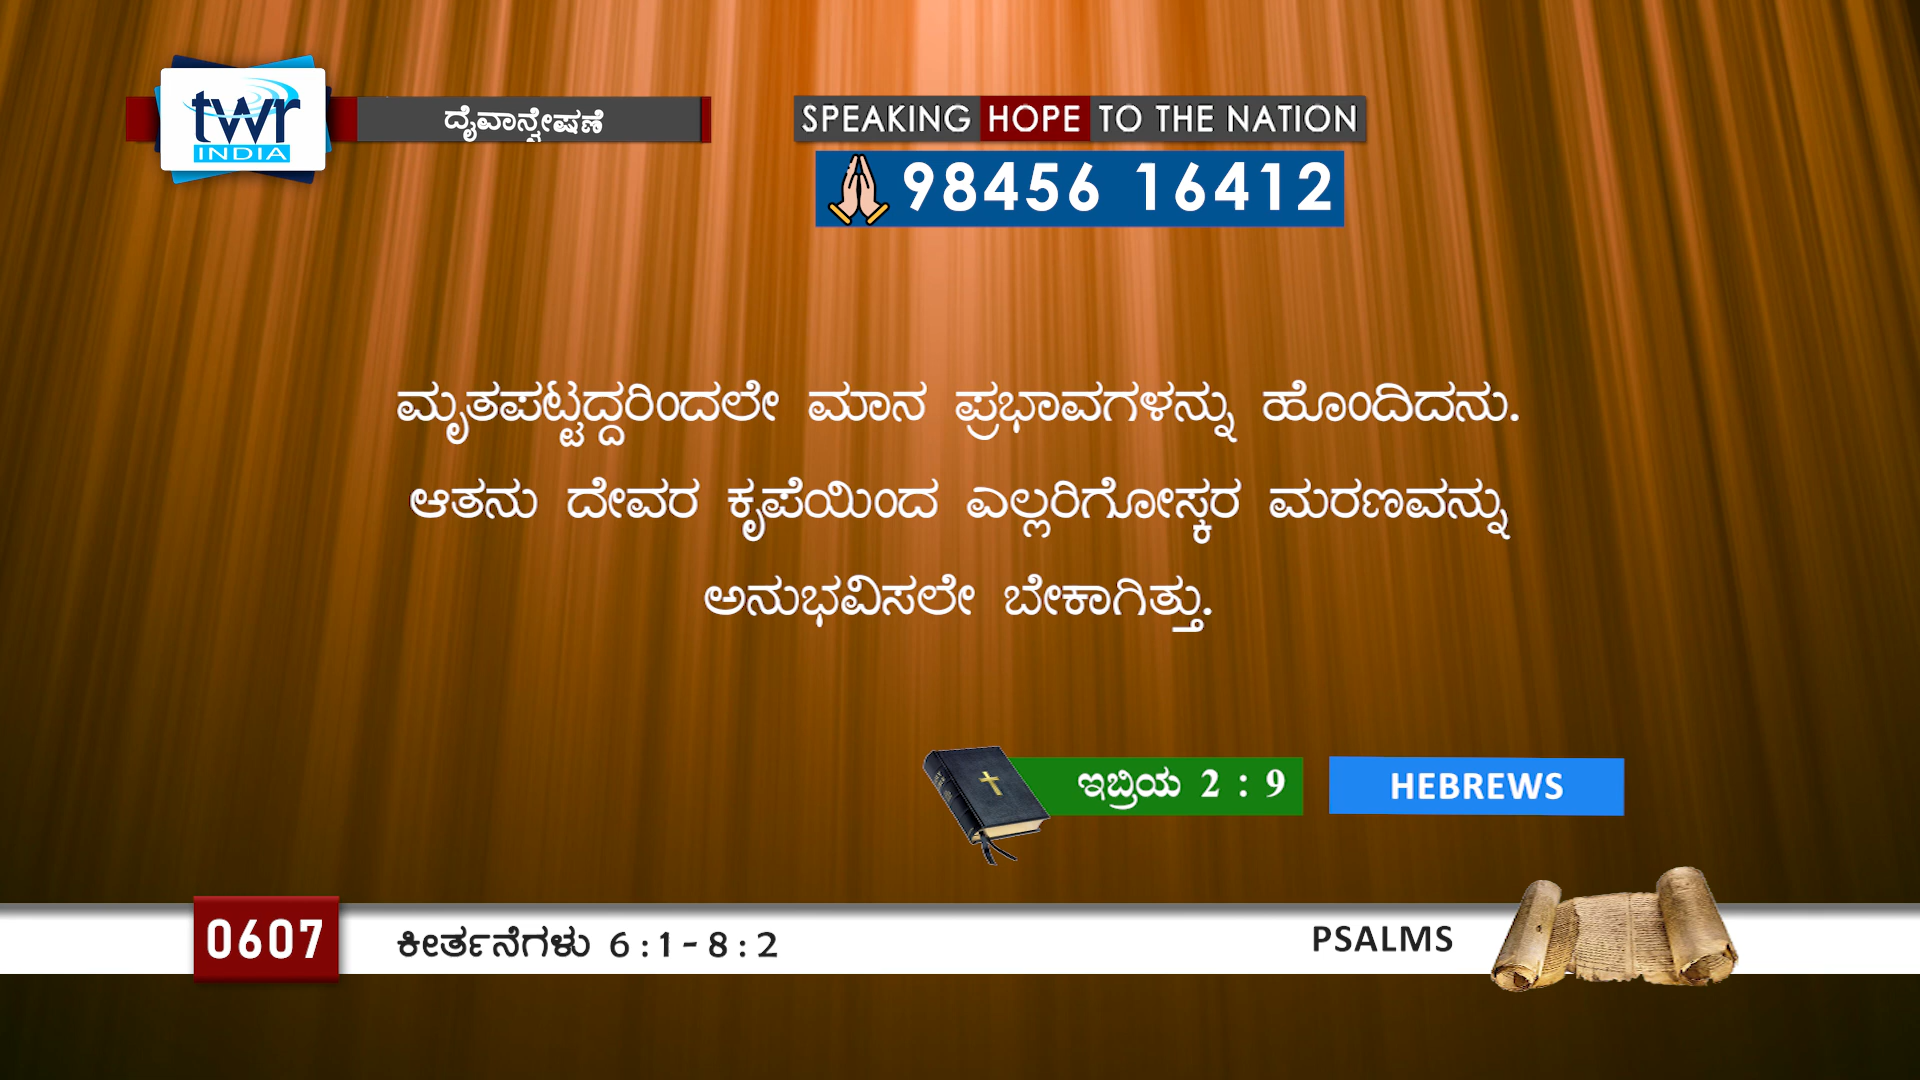 twr
INDIA
ದೈವಾನ್ವೇಷಣೆ
SPEAKING HOPE TO THE NATION
98456 16412
ಮೃತಪಟ್ಟದ್ದರಿಂದಲೇ ಮಾನ ಪ್ರಭಾವಗಳನ್ನು ಹೊಂದಿದನು.
ಆತನು ದೇವರ ಕೃಪೆಯಿಂದ ಎಲ್ಲರಿಗೋಸ್ಕರ ಮರಣವನ್ನು
ಅನುಭವಿಸಲೇ ಬೇಕಾಗಿತ್ತು.
ಇಬ್ರಿಯ 2 : 9
HEBREWS
0607
ಕೀರ್ತನೆಗಳು 6 : 1 - 8 : 2
PSALMS